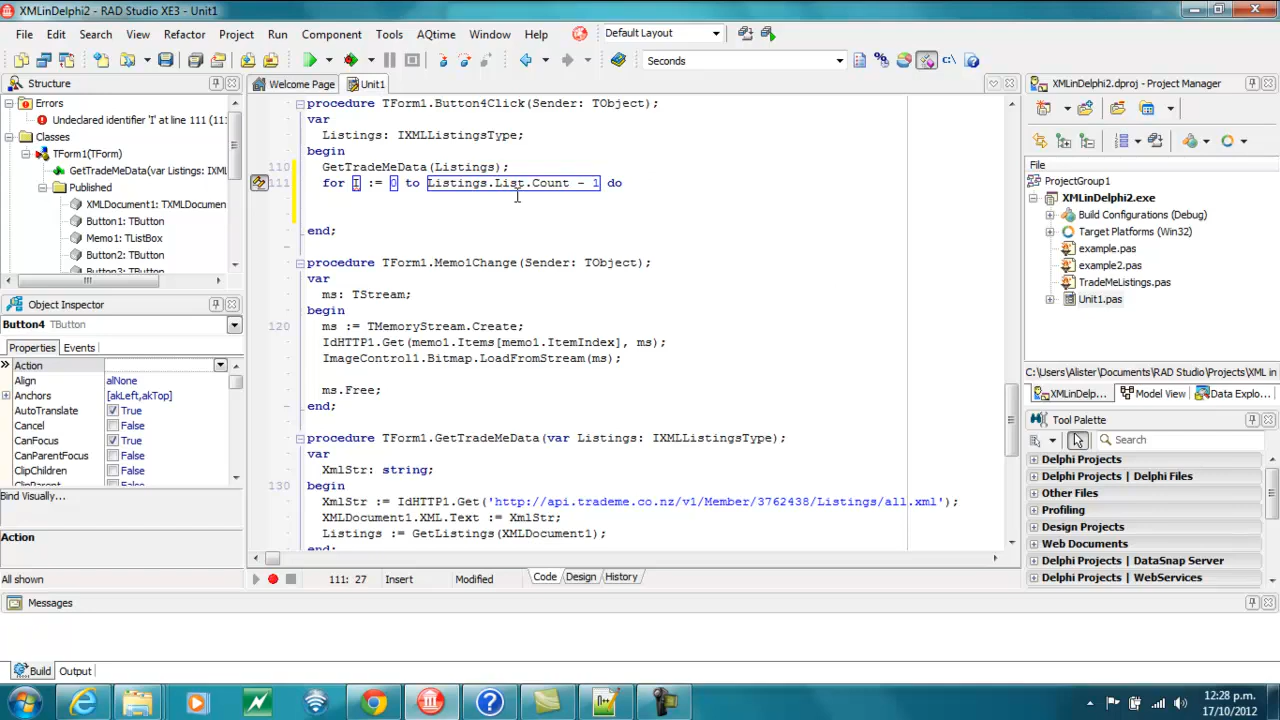 XMLinDelphi2 - RAD Studio XE3 - Unit1
File Edit Search View Refactor Project Run Component Tools AQtime Window Help Default Layout
Seconds
Structure
Errors
Undeclared identifier 'I' at line 111 (111
Classes
TForm1(TForm)
GetTradeMeData(var Listings: IXML
Published
XMLDocument1: TXMLDocumen
Button1: TButton
Memo1: TListBox
Button2: TButton
Button3: TButton
Object Inspector
Button4 TButton
Properties Events
Action
Align alNone
Anchors [akLeft,akTop]
AutoTranslate True
Cancel False
CanFocus True
CanParentFocus False
ClipChildren False
Bind Visually...
Action
All shown
Welcome Page Unit1
procedure TForm1.Button4Click(Sender: TObject);
var
Listings: IXMLListingsType;
begin
110 GetTradeMeData(Listings);
111 for I := 0 to Listings.List.Count - 1 do
end;
procedure TForm1.Memo1Change(Sender: TObject);
var
ms: TStream;
begin
120 ms := TMemoryStream.Create;
IdHTTP1.Get(memo1.Items[memo1.ItemIndex], ms);
ImageControl1.Bitmap.LoadFromStream(ms);
ms.Free;
end;
procedure TForm1.GetTradeMeData(var Listings: IXMLListingsType);
var
XmlStr: string;
begin
130 XmlStr := IdHTTP1.Get('http://api.trademe.co.nz/v1/Member/3762438/Listings/all.xml');
XMLDocument1.XML.Text := XmlStr;
Listings := GetListings(XMLDocument1);
end;
111: 27 Insert Modified Code Design History
XMLinDelphi2.dproj - Project Manager
File
ProjectGroup1
XMLinDelphi2.exe
Build Configurations (Debug)
Target Platforms (Win32)
example.pas
example2.pas
TradeMeListings.pas
Unit1.pas
C:\Users\Alister\Documents\RAD Studio\Projects\XML in
XMLinDelp... Model View Data Explo...
Tool Palette
Search
Delphi Projects
Delphi Projects | Delphi Files
Other Files
Profiling
Design Projects
Web Documents
Delphi Projects | DataSnap Server
Delphi Projects | WebServices
Messages
Build Output
12:28 p.m.
17/10/2012